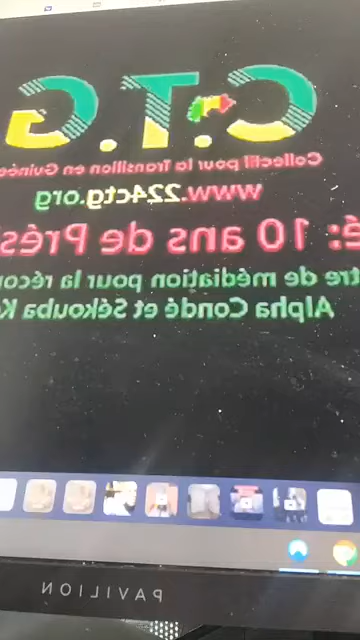 C.T.G
Collectif pour la Transition en Guinée
www.224ctg.org
é: 10 ans de Prés
tre de médiation pour la réco
Alpha Condé et Sékouba K
PAVILION